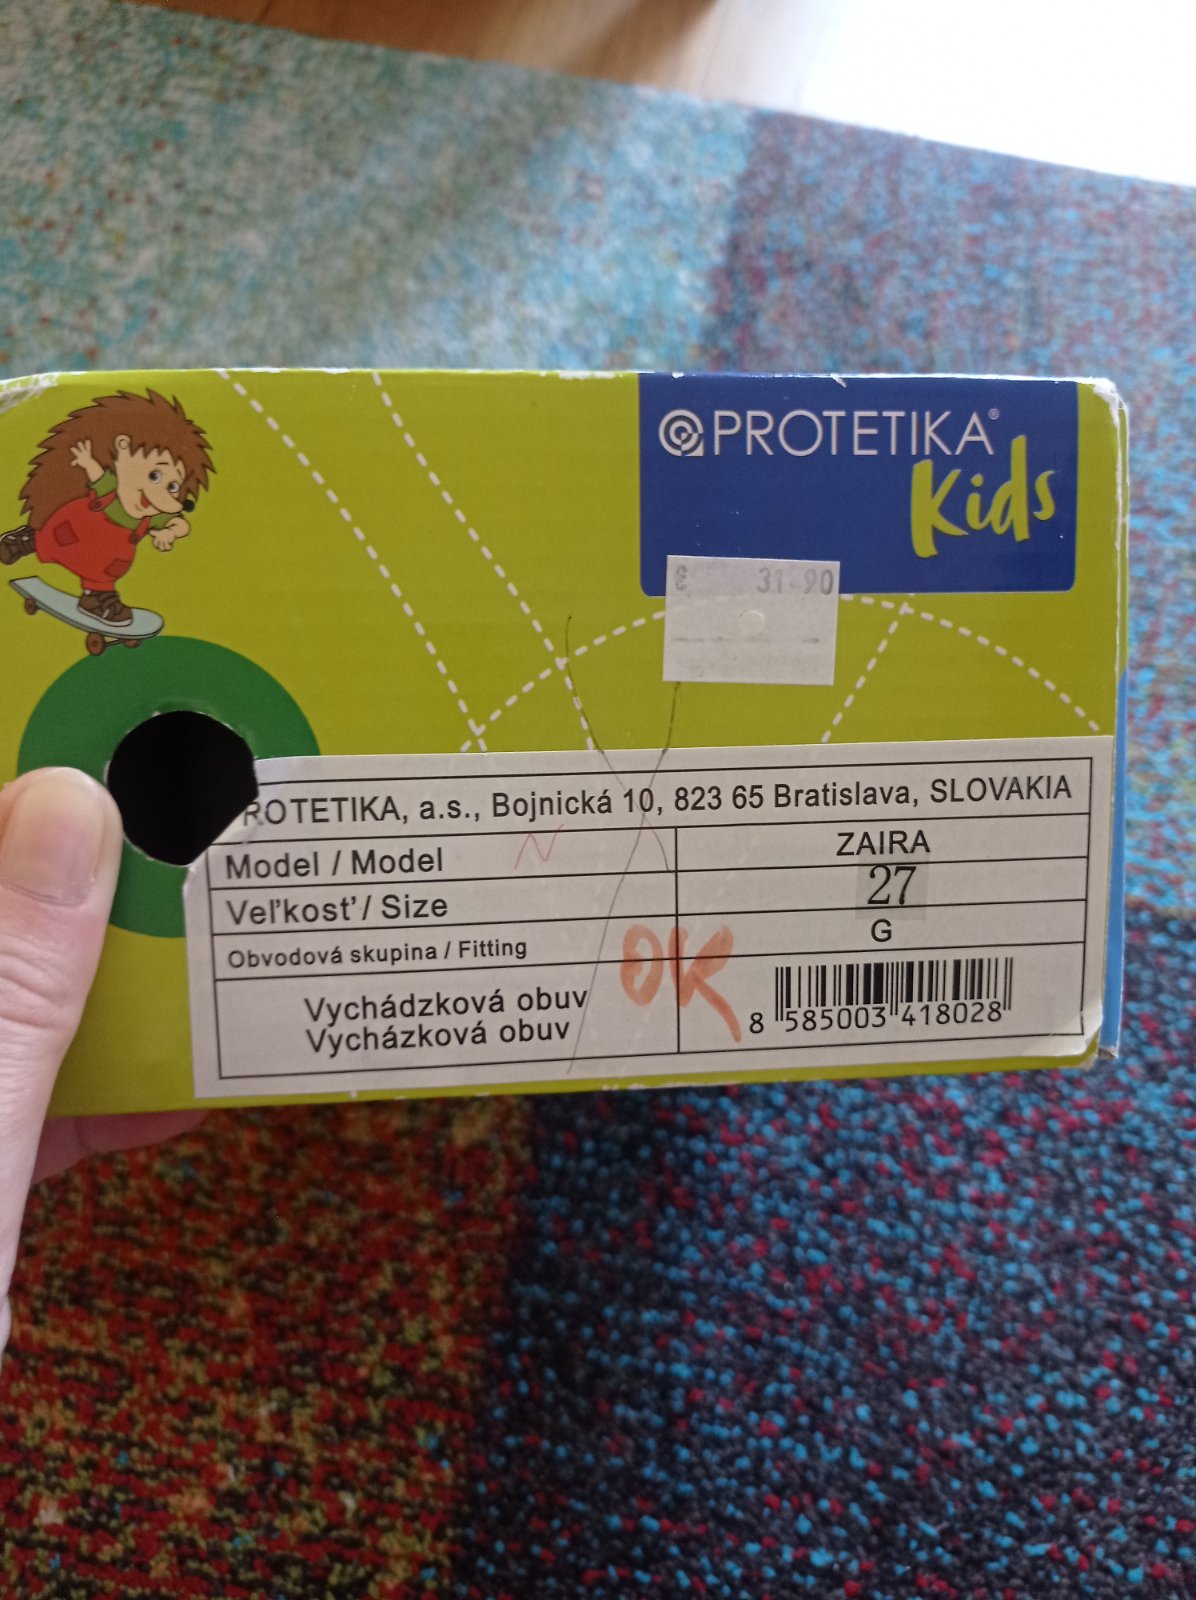 PROTETIKA®
Kids
€ 31-90
ROTETIKA, a.s., Bojnická 10, 823 65 Bratislava, SLOVAKIA
Model / Model N ZAIRA
Veľkosť / Size 27
Obvodová skupina / Fitting G
OK
Vychádzková obuv
Vycházková obuv
8 585003 418028